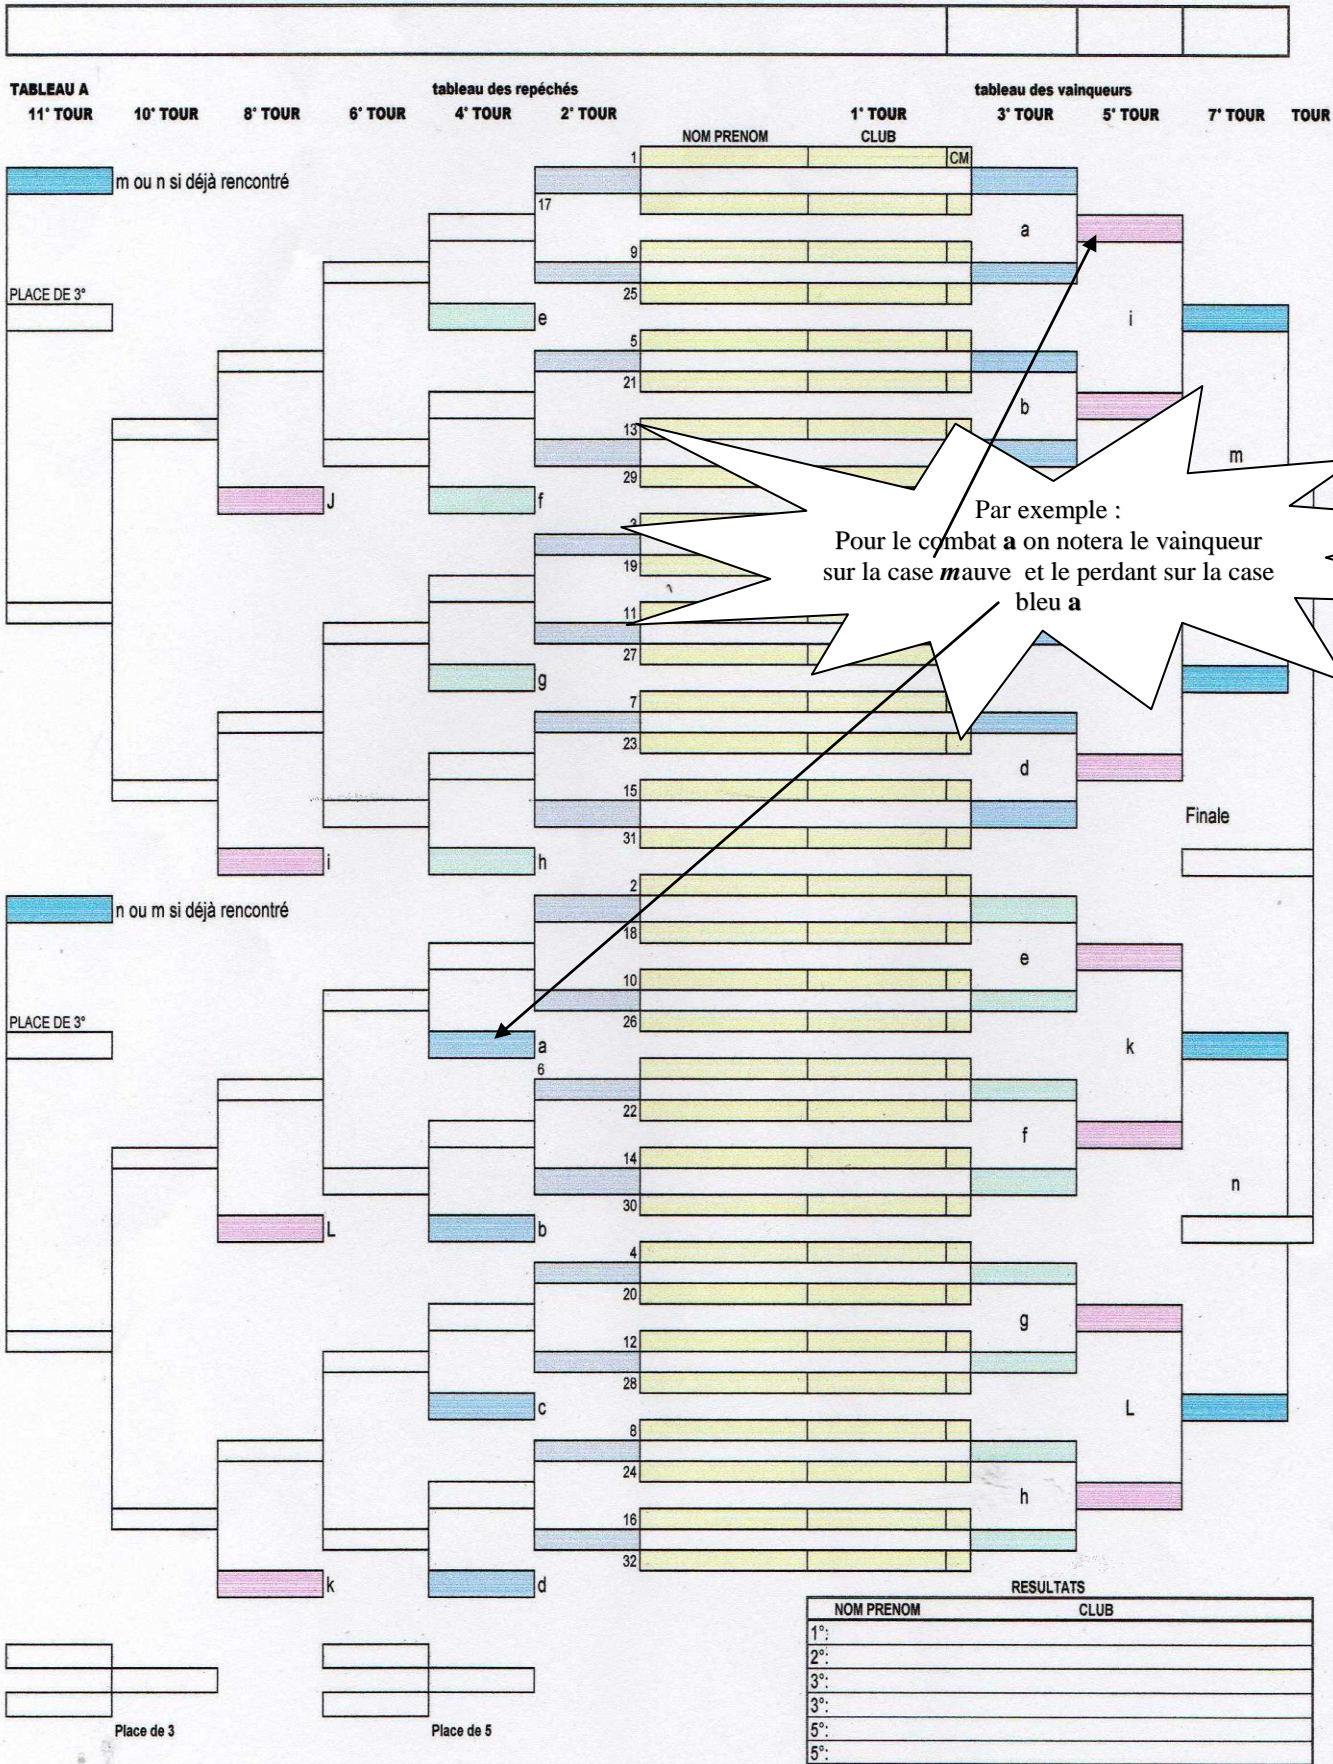 TABLEAU A
tableau des repéchés
tableau des vainqueurs
11° TOUR 10° TOUR 8° TOUR 6° TOUR 4° TOUR 2° TOUR 1° TOUR 3° TOUR 5° TOUR 7° TOUR TOUR
NOM PRENOM CLUB
1 CM
m ou n si déjà rencontré
17
a
9
PLACE DE 3°
25
e
i
5
21
b
13
m
29
J
f
3
Par exemple :
Pour le combat a on notera le vainqueur
sur la case mauve et le perdant sur la case
bleu a
19
11
27
g
7
23
d
15
Finale
31
i
h
2
n ou m si déjà rencontré
18
e
10
PLACE DE 3°
26
a
k
6
22
f
14
n
30
L
b
4
20
g
12
28
c
L
8
24
h
16
32
k
d
RESULTATS
NOM PRENOM CLUB
1°:
2°:
3°:
3°:
5°:
5°:
Place de 3
Place de 5